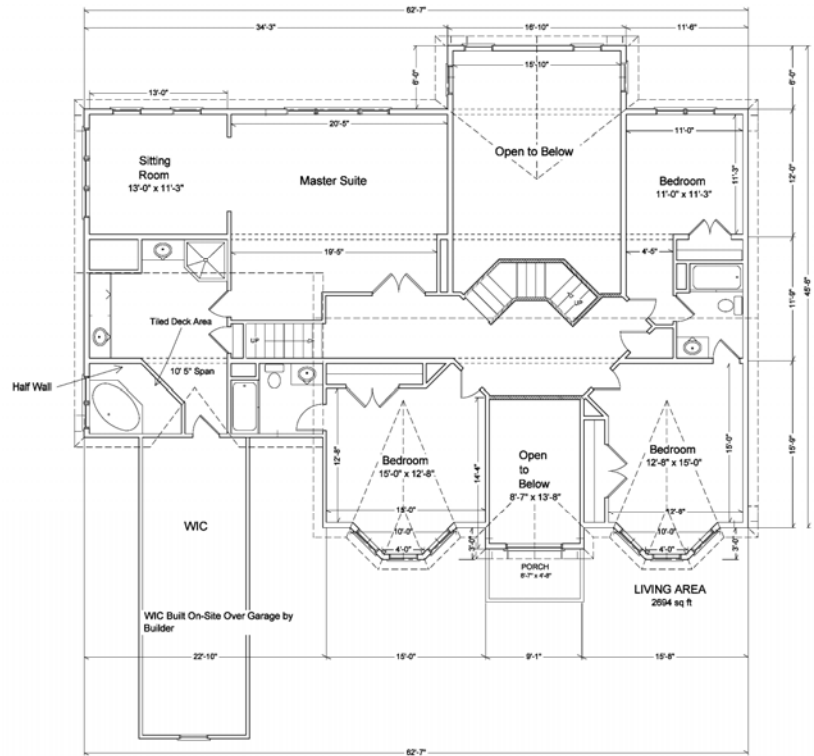 62'-7"
34'-3"
16'-10"
11'-6"
15'-10"
6'-0"
6'-0"
13'-0"
20'-5"
11'-0"
Sitting
Room
13'-0" x 11'-3"
Master Suite
Open to Below
Bedroom
11'-0" x 11'-3"
11'-3"
12'-0"
45'-8"
19'-5"
4'-5"
11'-9"
UP
UP
Tiled Deck Area
10' 5" Span
Half Wall
12'-8"
14'-4"
15'-0"
15'-9"
Bedroom
15'-0" x 12'-8"
Open
to
Below
8'-7" x 13'-8"
Bedroom
12'-8" x 15'-0"
15'-0"
12'-8"
10'-0"
10'-0"
4'-0"
4'-0"
3'-0"
3'-0"
WIC
PORCH
8'-7" x 4'-8"
LIVING AREA
2694 sq ft
WIC Built On-Site Over Garage by
Builder
22'-10"
15'-0"
9'-1"
15'-8"
62'-7"